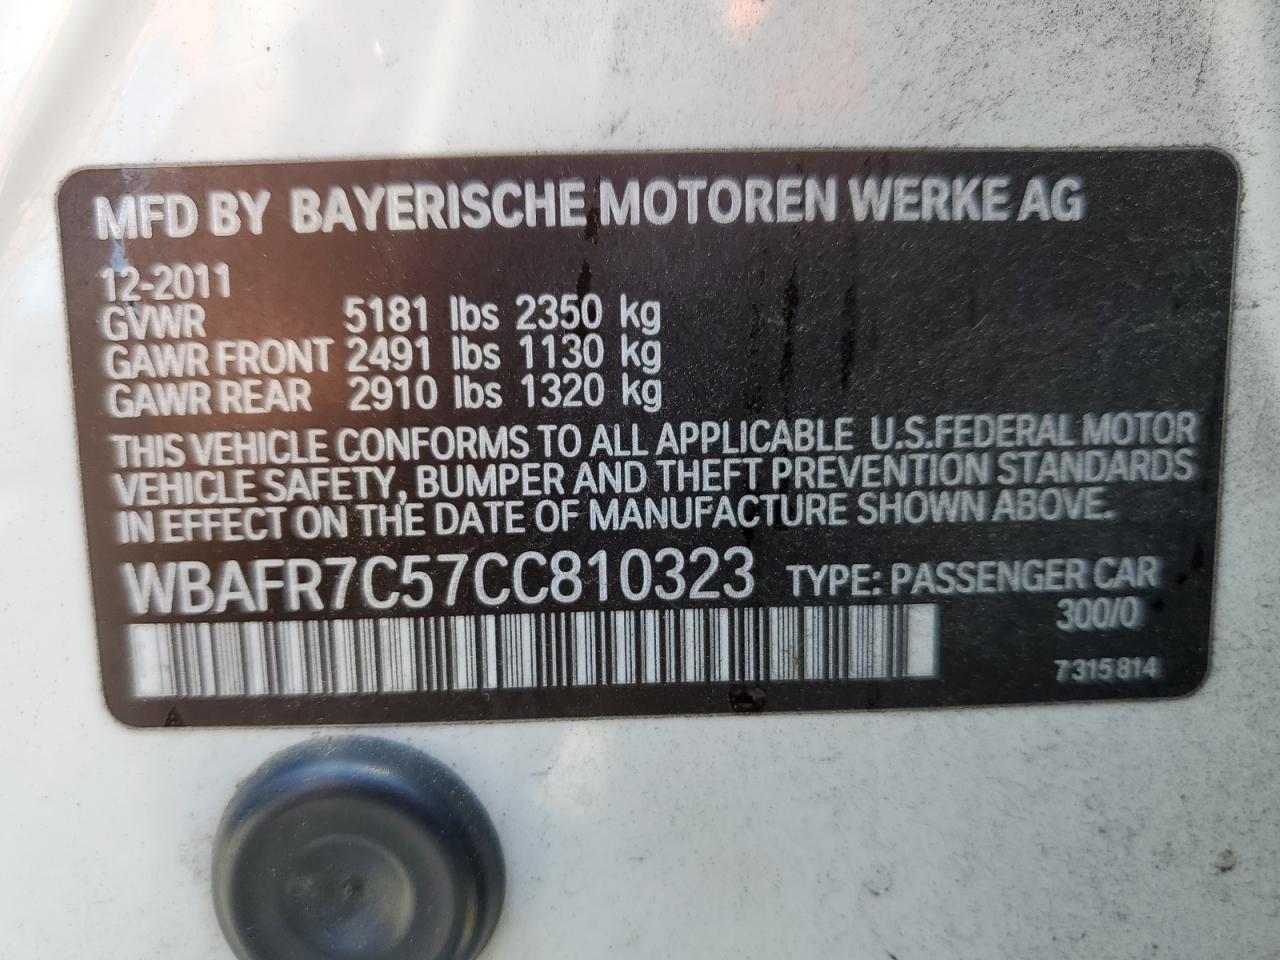 MFD BY BAYERISCHE MOTOREN WERKE AG
12-2011
GVWR 5181 lbs 2350 kg
GAWR FRONT 2491 lbs 1130 kg
GAWR REAR 2910 lbs 1320 kg
THIS VEHICLE CONFORMS TO ALL APPLICABLE U.S.FEDERAL MOTOR
VEHICLE SAFETY, BUMPER AND THEFT PREVENTION STANDARDS
IN EFFECT ON THE DATE OF MANUFACTURE SHOWN ABOVE.
WBAFR7C57CC810323 TYPE: PASSENGER CAR
300/0
7 315 814